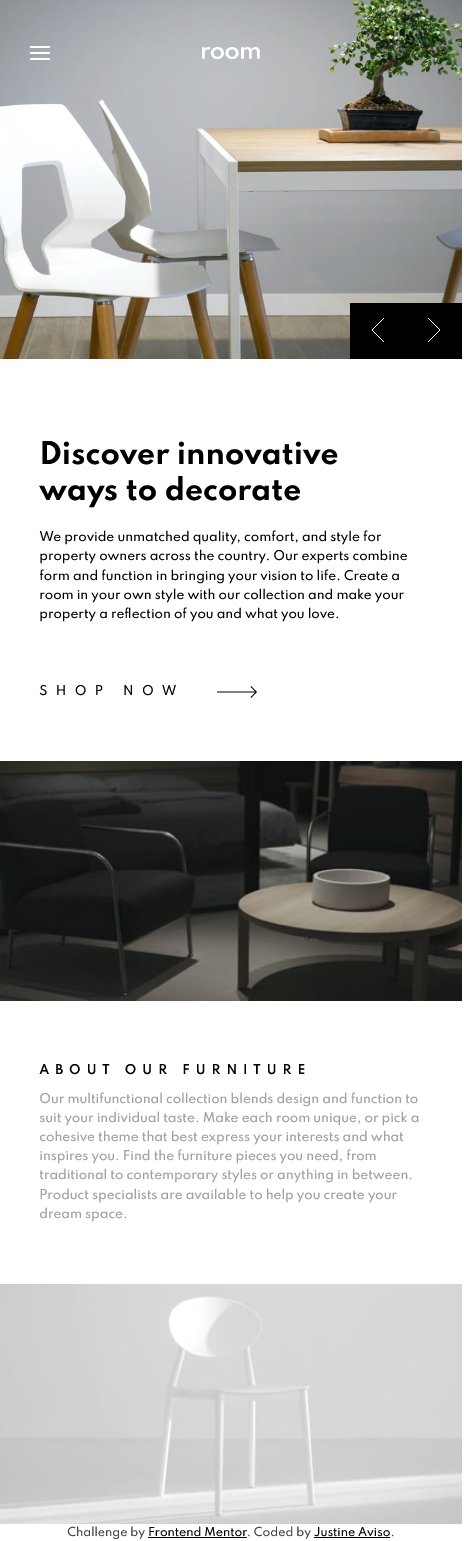 room
Discover innovative
ways to decorate
We provide unmatched quality, comfort, and style for
property owners across the country. Our experts combine
form and function in bringing your vision to life. Create a
room in your own style with our collection and make your
property a reflection of you and what you love.
SHOP NOW
ABOUT OUR FURNITURE
Our multifunctional collection blends design and function to
suit your individual taste. Make each room unique, or pick a
cohesive theme that best express your interests and what
inspires you. Find the furniture pieces you need, from
traditional to contemporary styles or anything in between.
Product specialists are available to help you create your
dream space.
Challenge by Frontend Mentor. Coded by Justine Aviso.